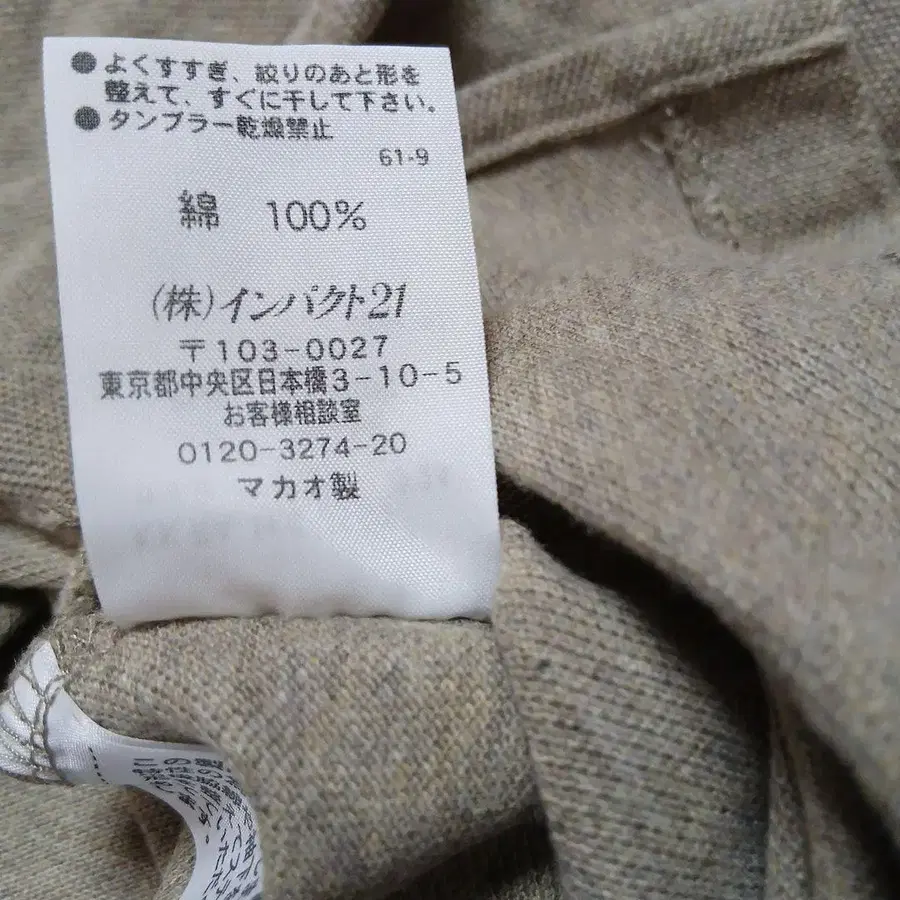 ●よくすすぎ、絞りのあと形を
整えて、すぐに干して下さい。
●タンブラー乾燥禁止
61-9
綿 100%
(株)インパクト21
〒103-0027
東京都中央区日本橋3-10-5
お客様相談室
0120-3274-20
マカオ製
この製